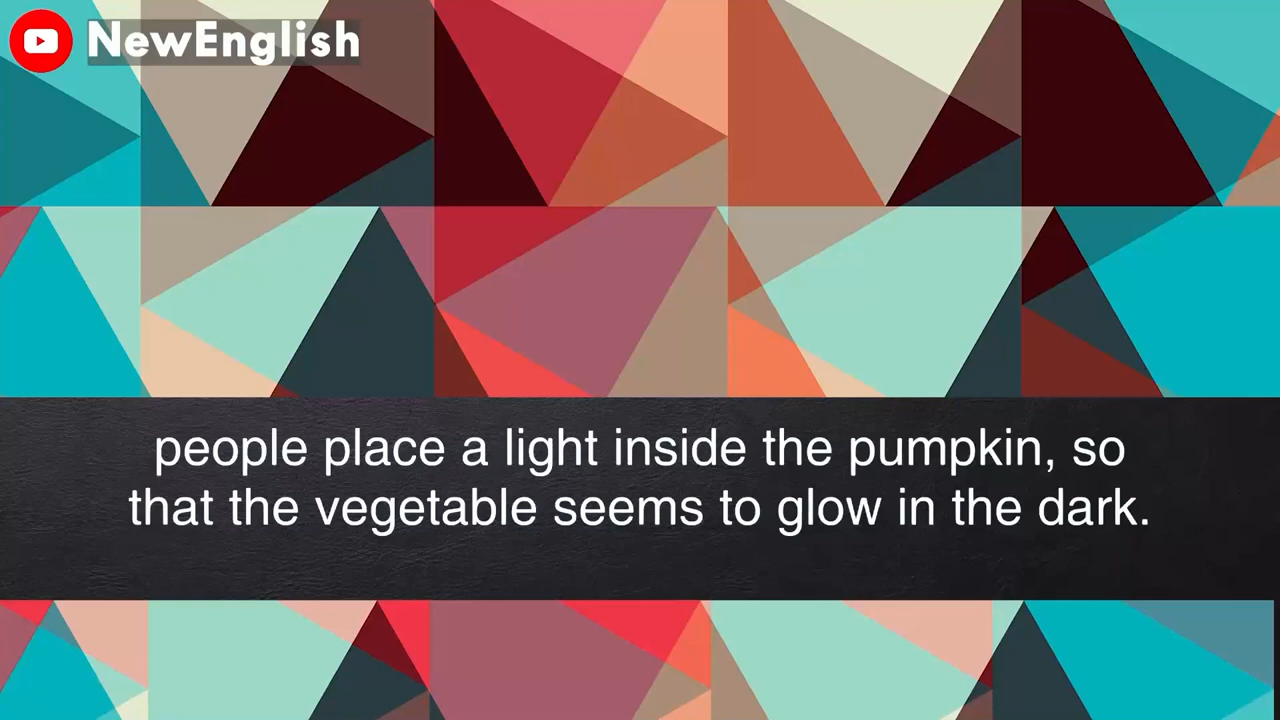 NewEnglish
people place a light inside the pumpkin, so
that the vegetable seems to glow in the dark.